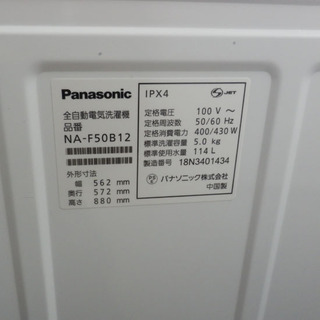 Panasonic
全自動電気洗濯機
品番
NA-F50B12
外形寸法:
幅 562 mm
奥行 572 mm
高さ 880 mm
IPX4
JET
定格電圧: 100 V ～
定格周波数: 50/60 Hz
定格消費電力: 400/430 W
標準洗濯容量: 5.0 kg
標準使用水量: 114 L
製造番号: 18N3401434
パナソニック株式会社
中国製